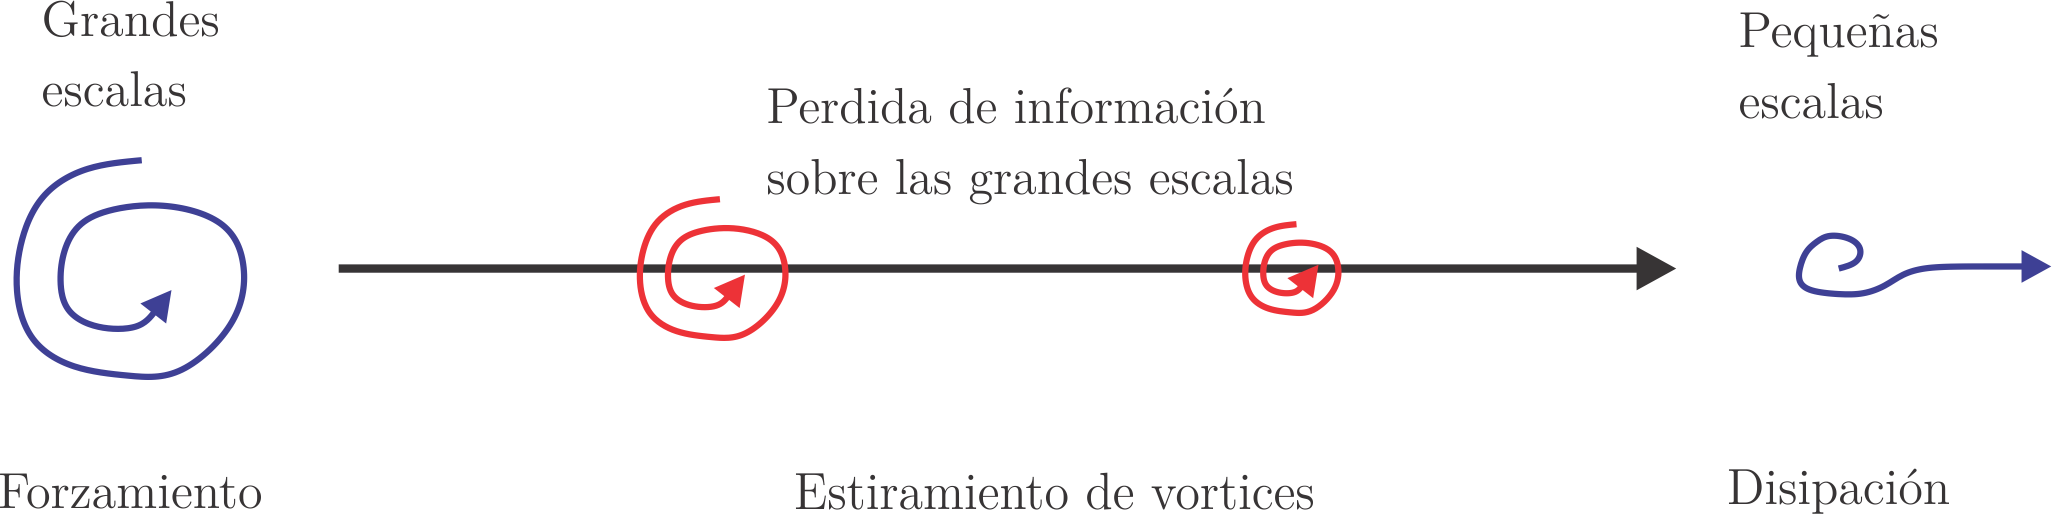 Grandes
escalas
Perdida de información
sobre las grandes escalas
Pequeñas
escalas
Forzamiento
Estiramiento de vortices
Disipación